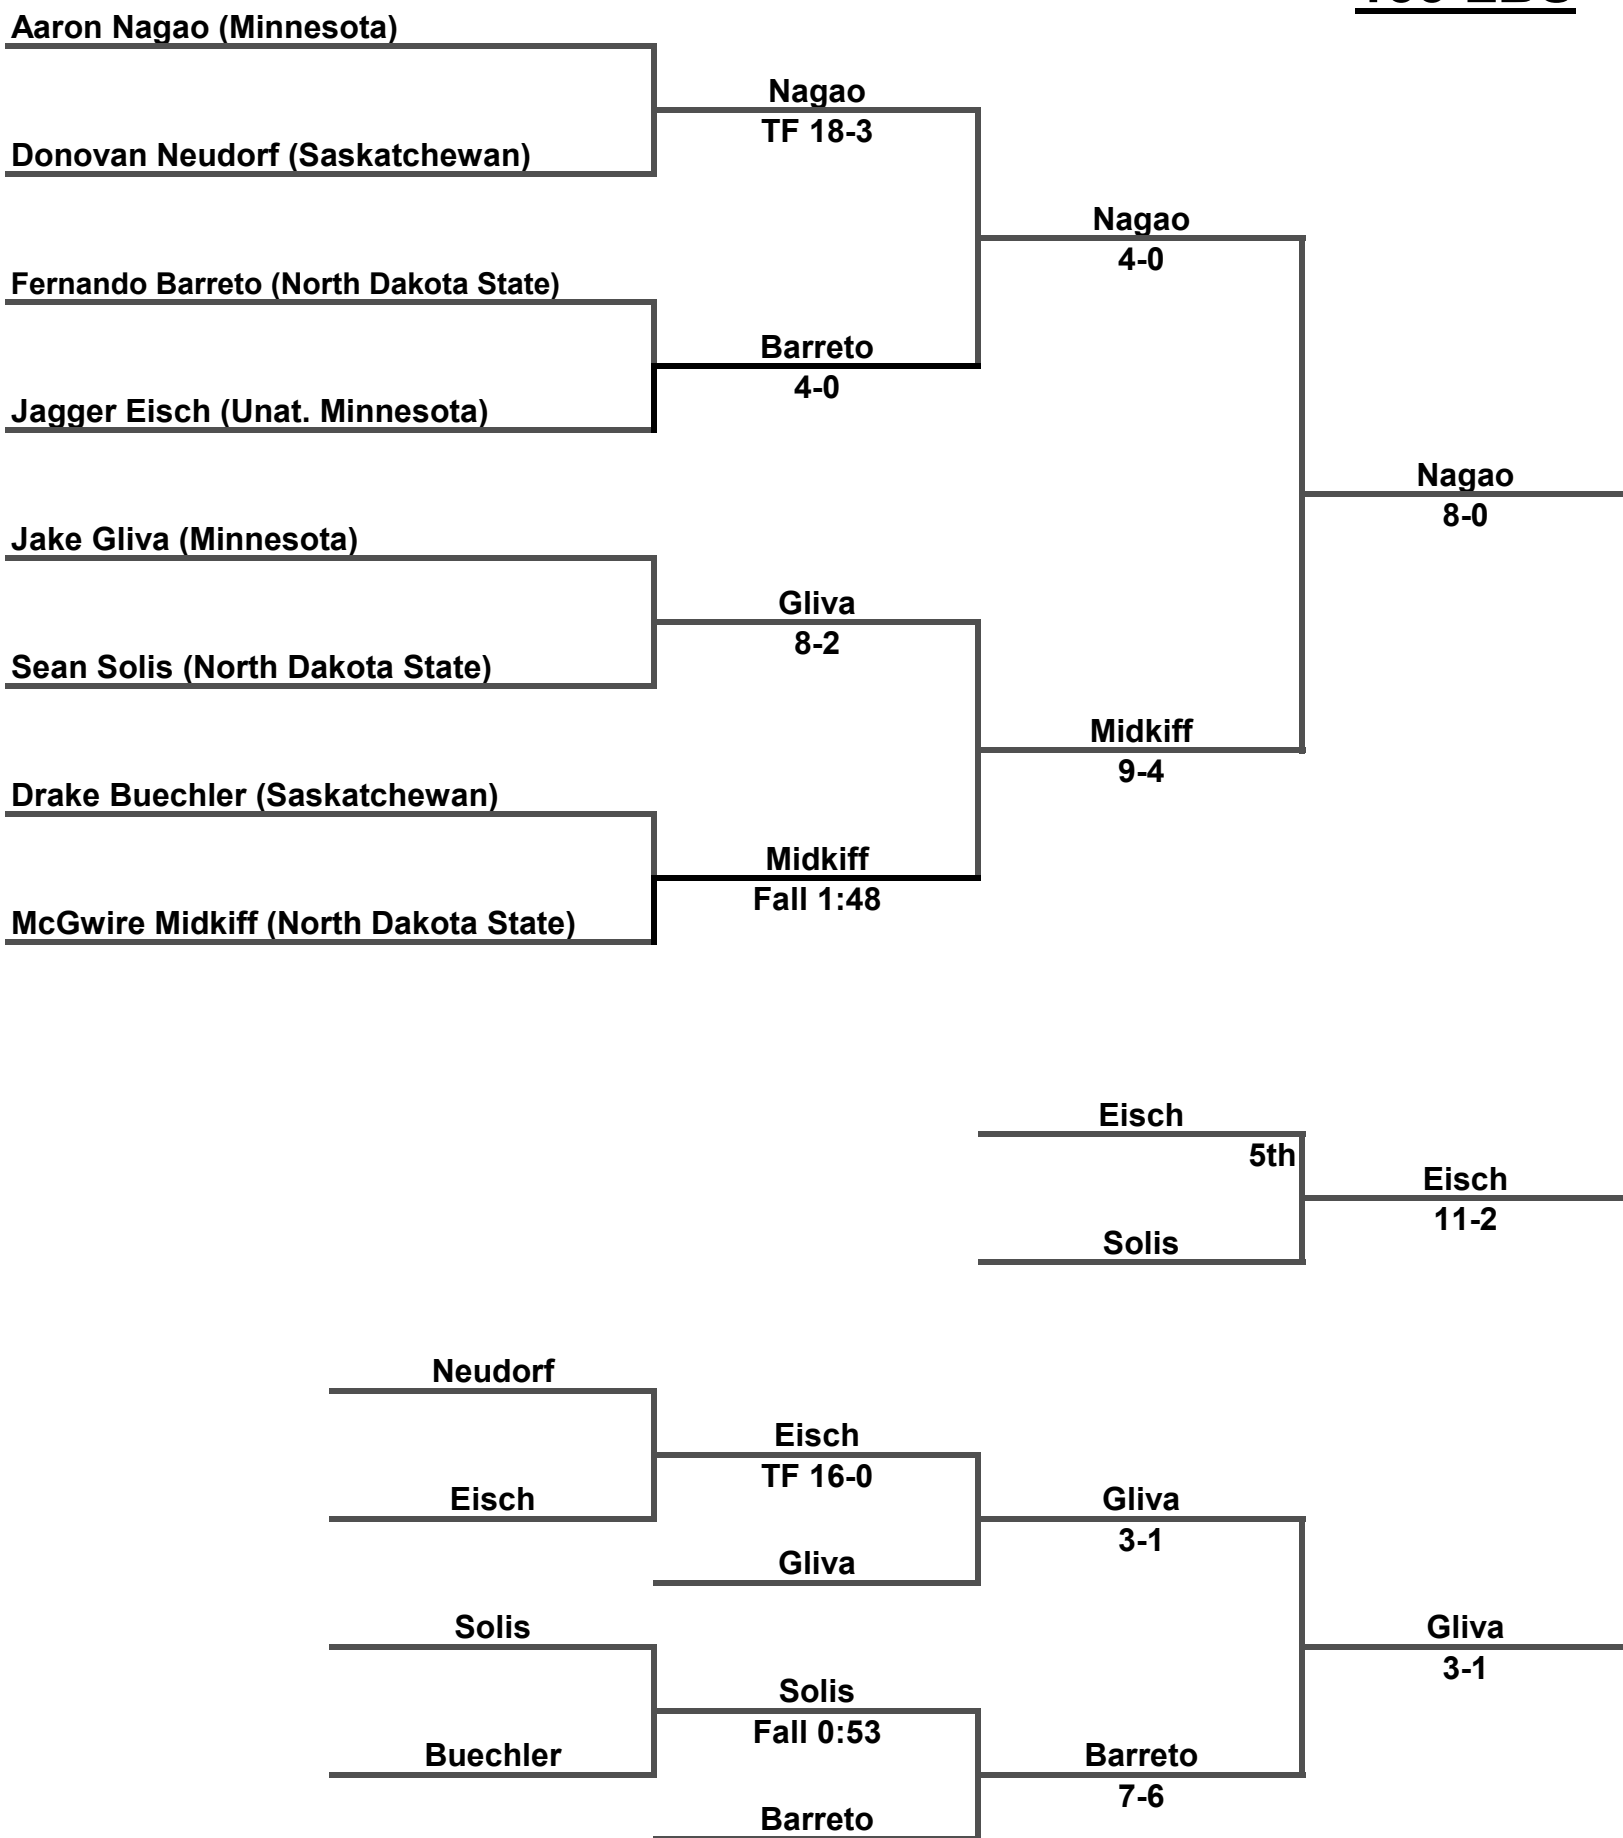 Aaron Nagao (Minnesota)
Nagao
TF 18-3
Donovan Neudorf (Saskatchewan)
Nagao
4-0
Fernando Barreto (North Dakota State)
Barreto
4-0
Jagger Eisch (Unat. Minnesota)
Nagao
8-0
Jake Gliva (Minnesota)
Gliva
8-2
Sean Solis (North Dakota State)
Midkiff
9-4
Drake Buechler (Saskatchewan)
Midkiff
Fall 1:48
McGwire Midkiff (North Dakota State)
Eisch
5th
Eisch
11-2
Solis
Neudorf
Eisch
TF 16-0
Eisch
Gliva
3-1
Gliva
Solis
Gliva
3-1
Solis
Fall 0:53
Buechler
Barreto
7-6
Barreto